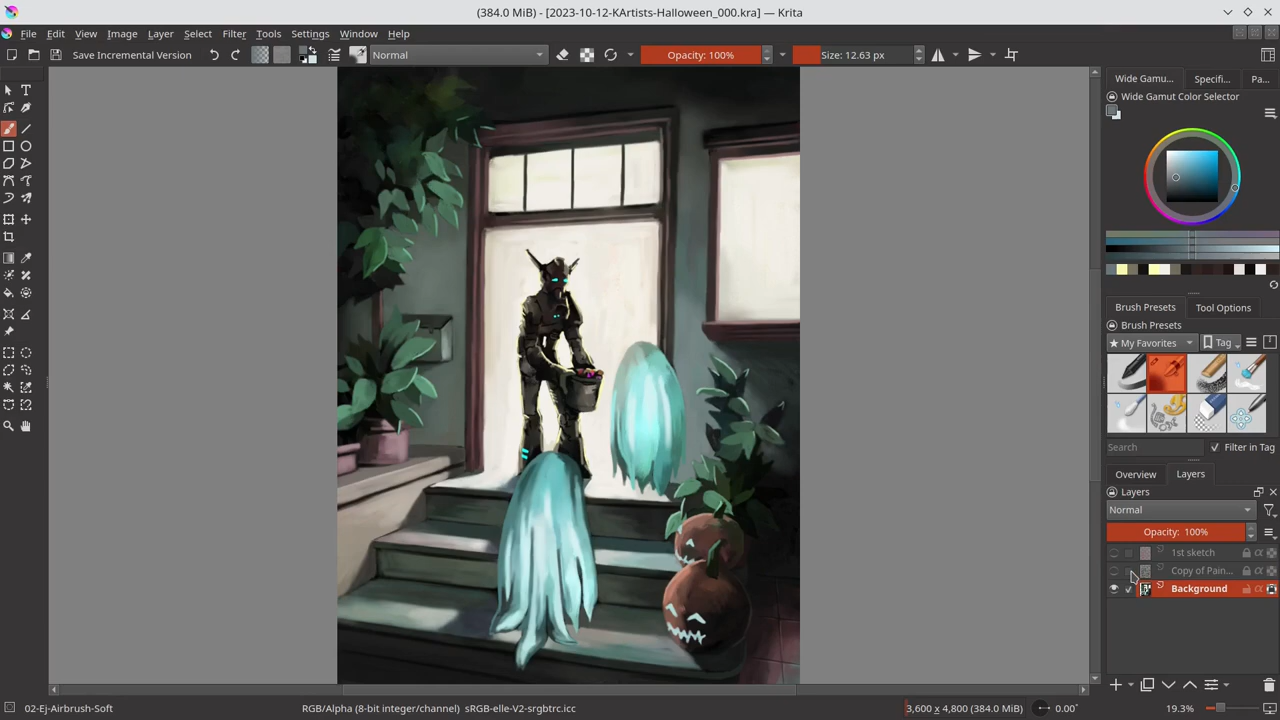 (384.0 MiB) - [2023-10-12-KArtists-Halloween_000.kra] — Krita
File Edit View Image Layer Select Filter Tools Settings Window Help
Save Incremental Version Normal Opacity: 100% Size: 12.63 px
Wide Gamu... Specifi... Pa...
Wide Gamut Color Selector
Brush Presets Tool Options
Brush Presets
★ My Favorites Tag
Search Filter in Tag
Overview Layers
Layers
Normal
Opacity: 100%
1st sketch
Copy of Pain...
Background
02-Ej-Airbrush-Soft RGB/Alpha (8-bit integer/channel) sRGB-elle-V2-srgbtrc.icc 3,600 x 4,800 (384.0 MiB) 0.00° 19.3%